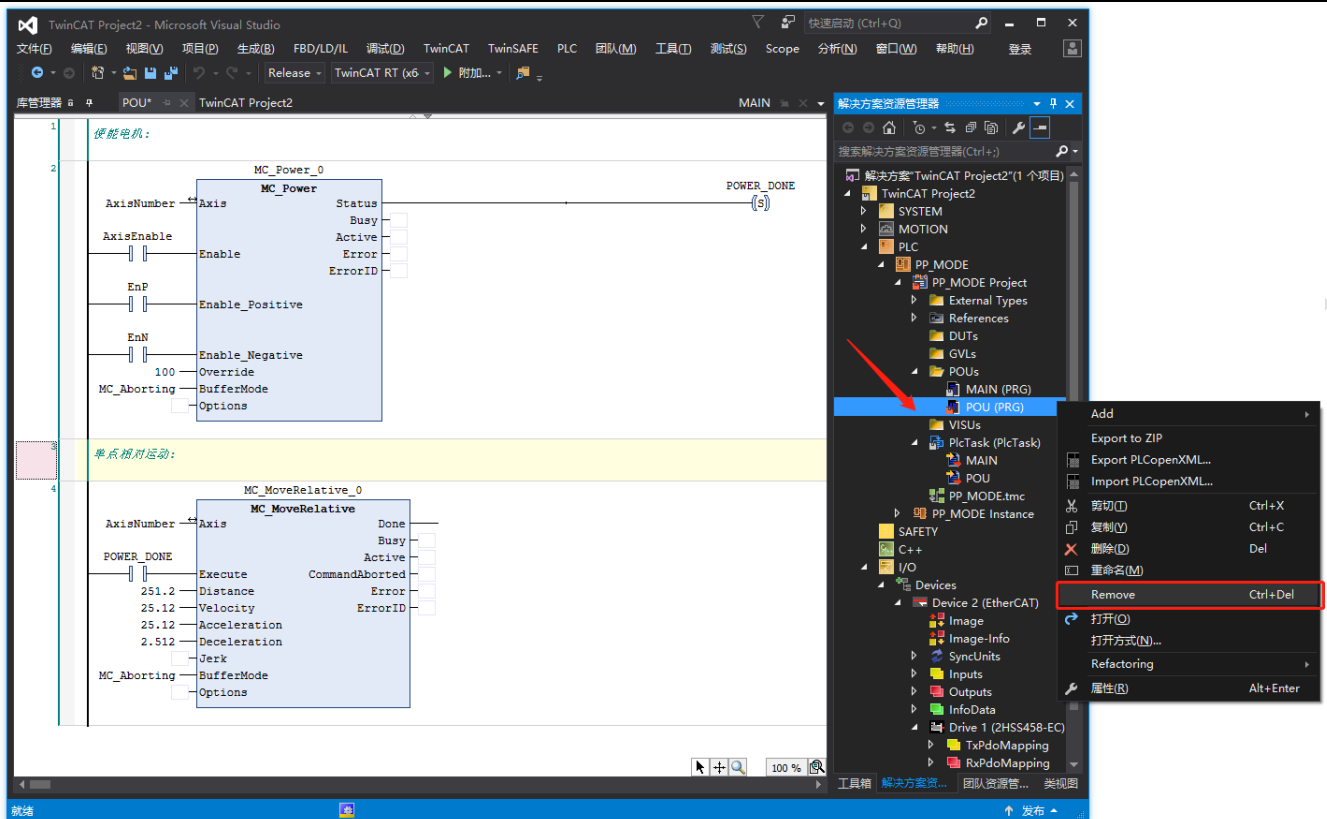 TwinCAT Project2 - Microsoft Visual Studio
快速启动 (Ctrl+Q)
文件(F) 编辑(E) 视图(V) 项目(P) 生成(B) FBD/LD/IL 调试(D) TwinCAT TwinSAFE PLC 团队(M) 工具(T) 测试(S) Scope 分析(N) 窗口(W) 帮助(H) 登录
Release TwinCAT RT (x6 附加...
库管理器 POU* TwinCAT Project2 MAIN
1
使能电机:
2
MC_Power_0
MC_Power
AxisNumber Axis Status
POWER_DONE
S
Busy
AxisEnable Active
Enable Error
ErrorID
EnP
Enable_Positive
EnN
Enable_Negative
100 Override
MC_Aborting BufferMode
Options
3
单点相对运动:
4
MC_MoveRelative_0
MC_MoveRelative
AxisNumber Axis Done
Busy
POWER_DONE Active
Execute CommandAborted
251.2 Distance Error
25.12 Velocity ErrorID
25.12 Acceleration
2.512 Deceleration
Jerk
MC_Aborting BufferMode
Options
100 %
解决方案资源管理器
搜索解决方案资源管理器(Ctrl+;)
解决方案"TwinCAT Project2"(1 个项目)
TwinCAT Project2
SYSTEM
MOTION
PLC
PP_MODE
PP_MODE Project
External Types
References
DUTs
GVLs
POUs
MAIN (PRG)
POU (PRG)
VISUs
PlcTask (PlcTask)
MAIN
POU
PP_MODE.tmc
PP_MODE Instance
SAFETY
C++
I/O
Devices
Device 2 (EtherCAT)
Image
Image-Info
SyncUnits
Inputs
Outputs
InfoData
Drive 1 (2HSS458-EC)
TxPdoMapping
RxPdoMapping
工具箱 解决方案资... 团队资源管... 类视图
Add
Export to ZIP
Export PLCopenXML...
Import PLCopenXML...
剪切(T) Ctrl+X
复制(Y) Ctrl+C
删除(D) Del
重命名(M)
Remove Ctrl+Del
打开(O)
打开方式(N)...
Refactoring
属性(R) Alt+Enter
就绪 发布